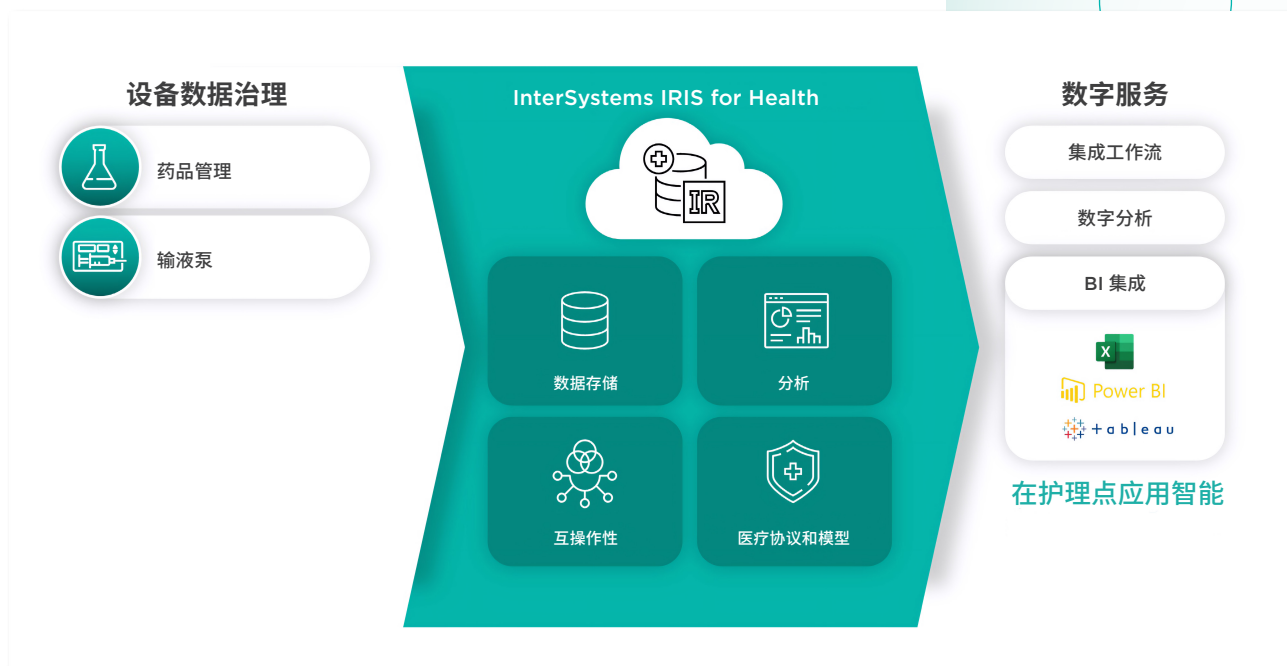 设备数据治理
药品管理
输液泵
InterSystems IRIS for Health
IR
数据存储
分析
互操作性
医疗协议和模型
数字服务
集成工作流
数字分析
BI 集成
X
Power BI
+ableau
在护理点应用智能